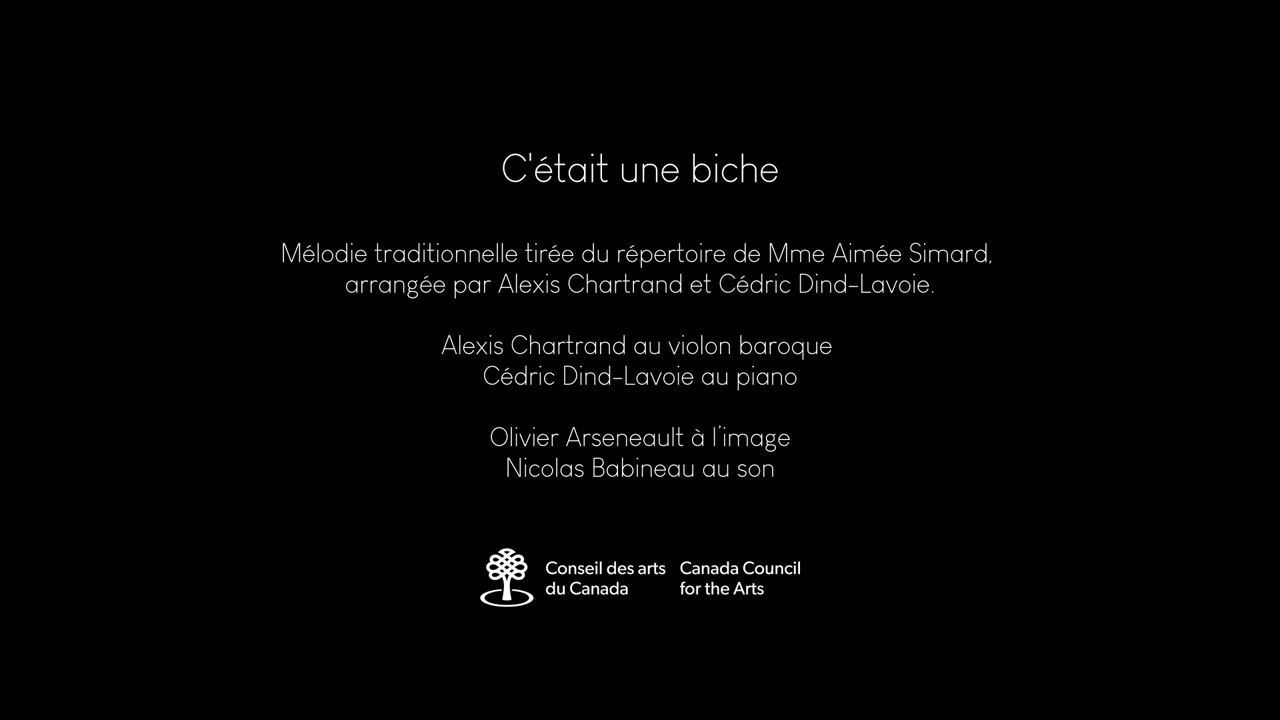 C'était une biche
Mélodie traditionnelle tirée du répertoire de Mme Aimée Simard,
arrangée par Alexis Chartrand et Cédric Dind-Lavoie.
Alexis Chartrand au violon baroque
Cédric Dind-Lavoie au piano
Olivier Arseneault à l’image
Nicolas Babineau au son
Conseil des arts
du Canada
Canada Council
for the Arts